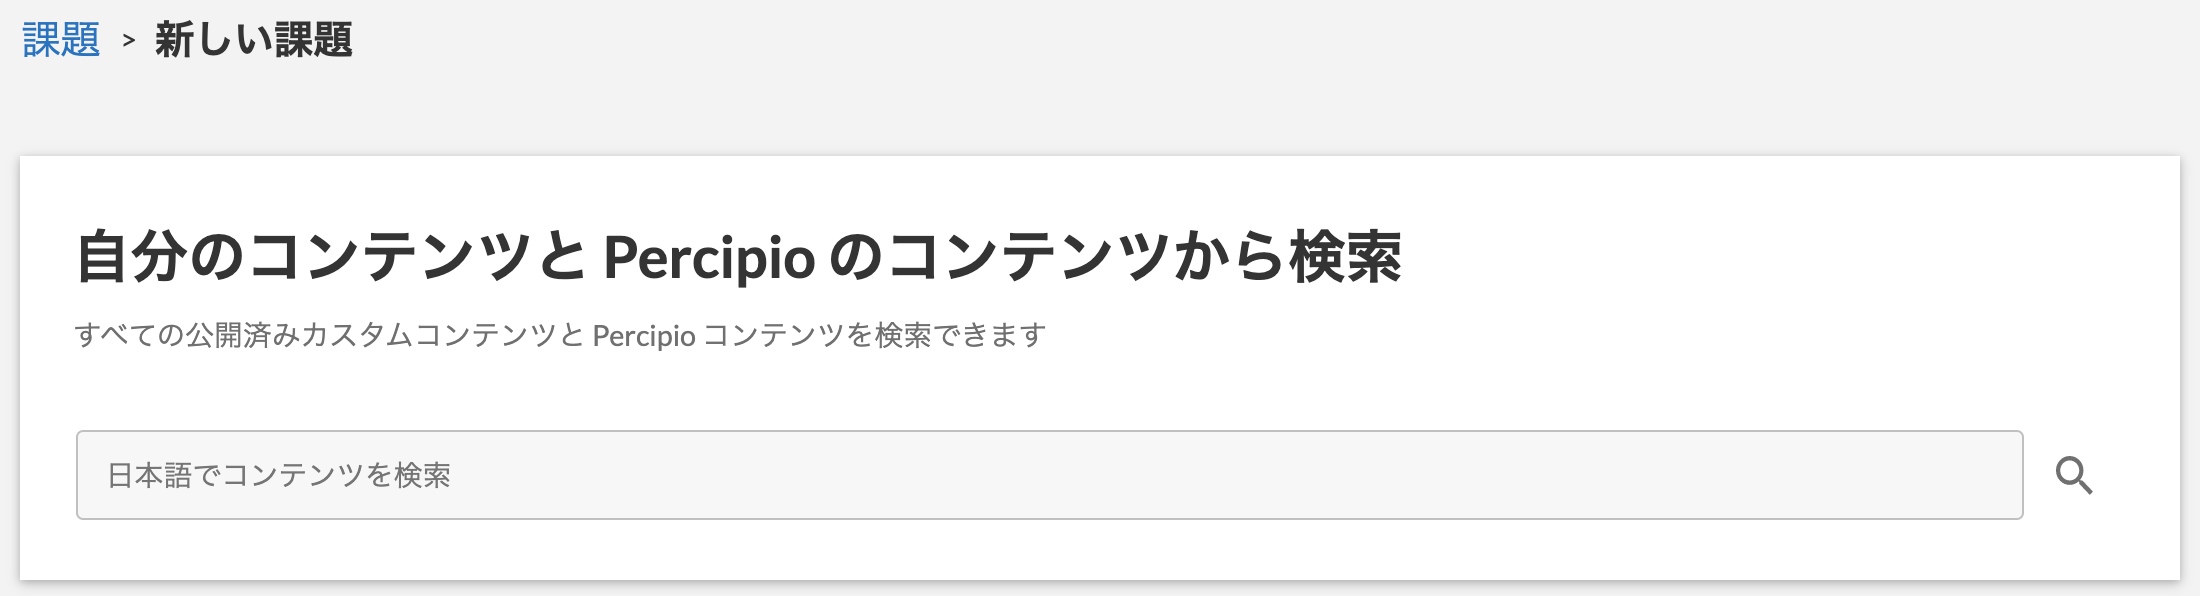 課題 > 新しい課題
自分のコンテンツと Percipio のコンテンツから検索
すべての公開済みカスタムコンテンツと Percipio コンテンツを検索できます
日本語でコンテンツを検索